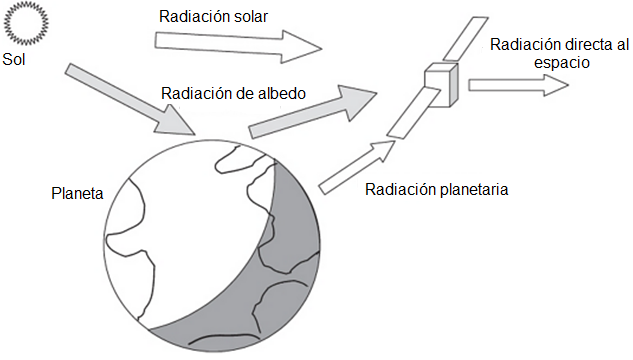 Radiación solar
Sol
Radiación directa al
espacio
Radiación de albedo
Planeta
Radiación planetaria